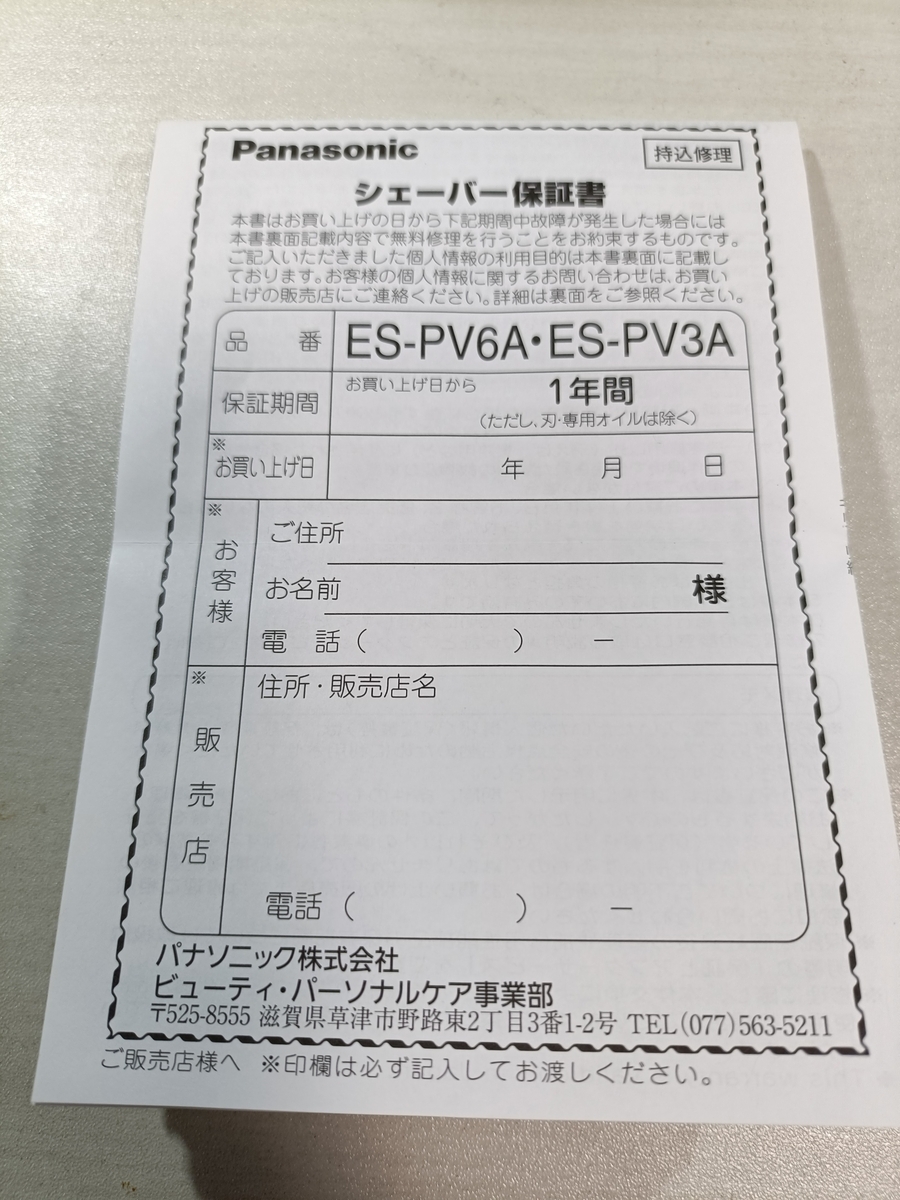 Panasonic
持込修理
シェーバー保証書
本書はお買い上げの日から下記期間中故障が発生した場合には
本書裏面記載内容で無料修理を行うことをお約束するものです。
ご記入いただきました個人情報の利用目的は本書裏面に記載し
ております。お客様の個人情報に関するお問い合わせは、お買い
上げの販売店にご連絡ください。詳細は裏面をご参照ください。
品番 ES-PV6A・ES-PV3A
保証期間 お買い上げ日から 1年間
(ただし、刃・専用オイルは除く)
※お買い上げ日 年 月 日
※お客様
ご住所
お名前 様
電話( ) ー
※販売店
住所・販売店名
電話( ) ー
パナソニック株式会社
ビューティ・パーソナルケア事業部
〒525-8555 滋賀県草津市野路東2丁目3番1-2号 TEL(077)563-5211
ご販売店様へ ※印欄は必ず記入してお渡しください。